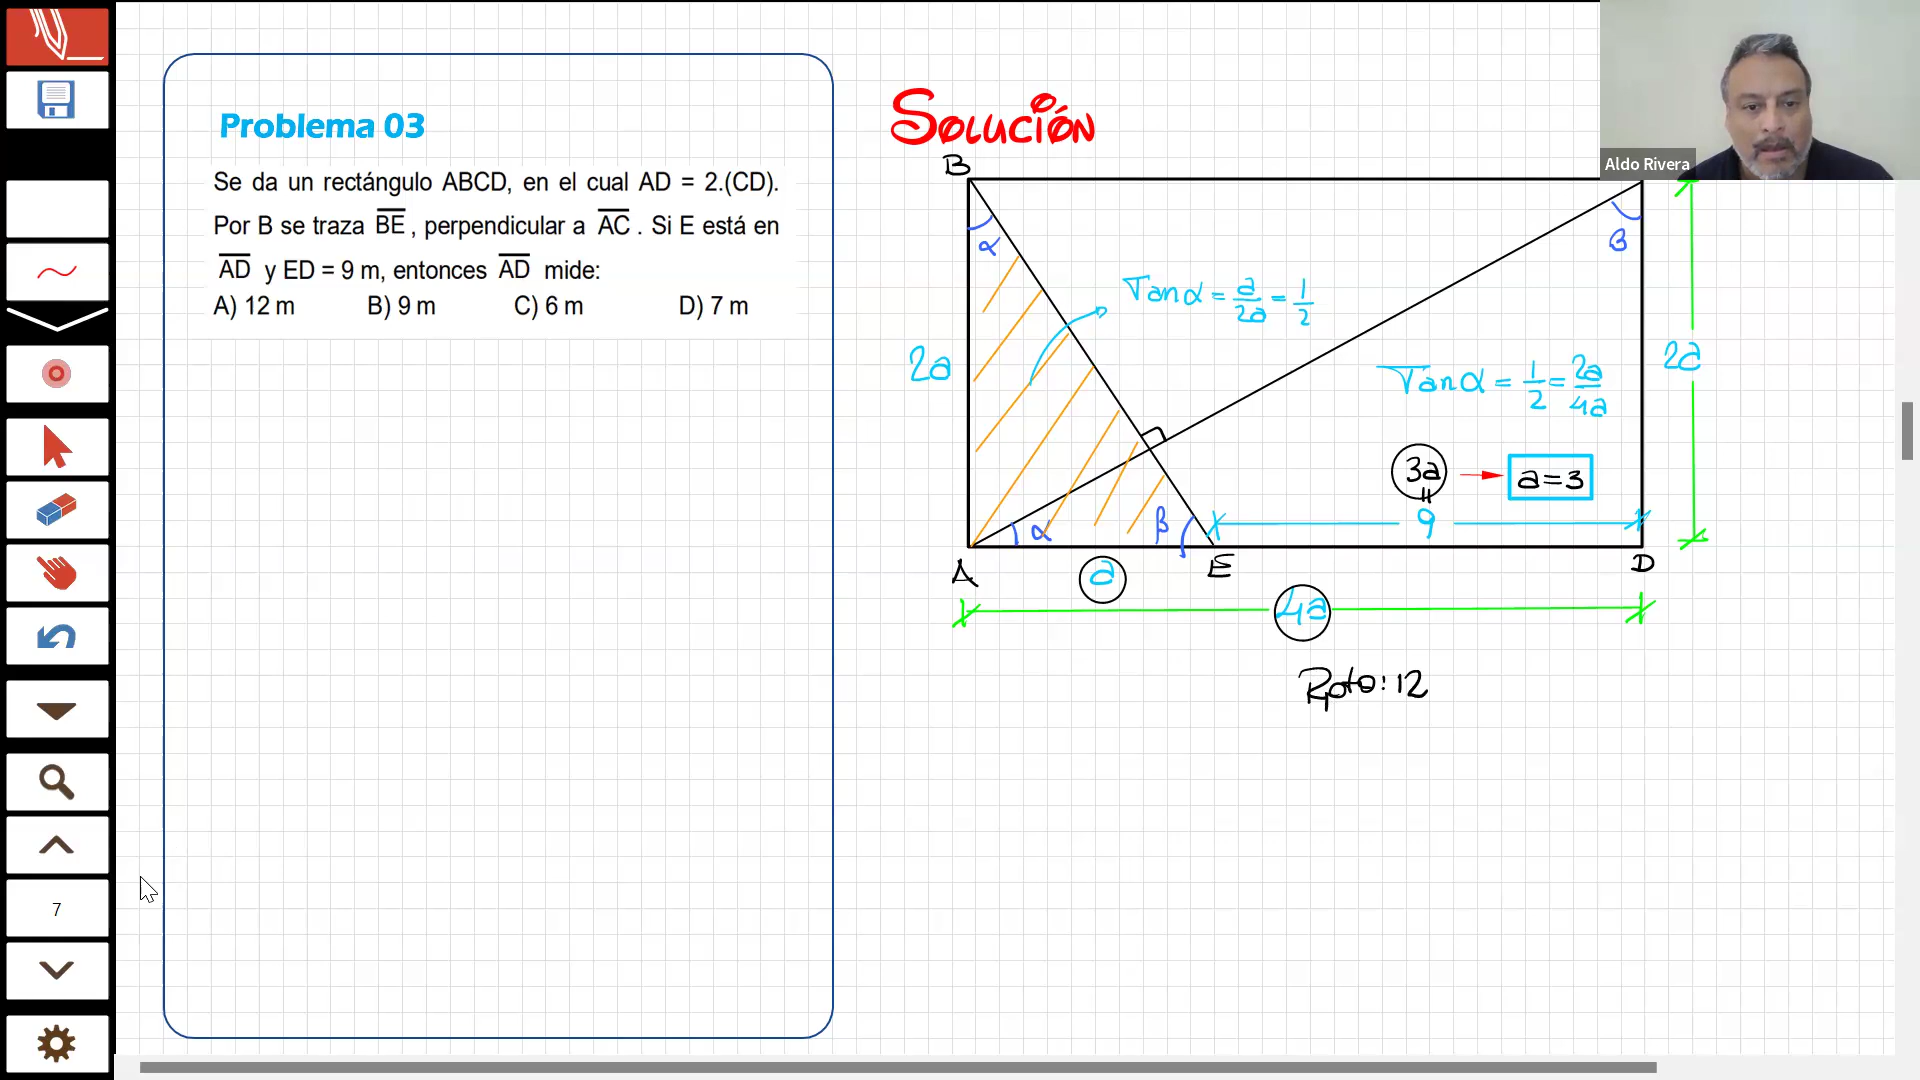 Problema 03
Se da un rectángulo ABCD, en el cual AD = 2.(CD).
Por B se traza BE, perpendicular a AC. Si E está en
AD y ED = 9 m, entonces AD mide:
A) 12 m B) 9 m C) 6 m D) 7 m
SOLUCIÓN
Aldo Rivera
B
α
β
Tan α = a/2a = 1/2
2a
2a
Tan α = 1/2 = 2a/4a
3a → a = 3
=
9
α
β
A
a
E
D
4a
Rpta: 12
7